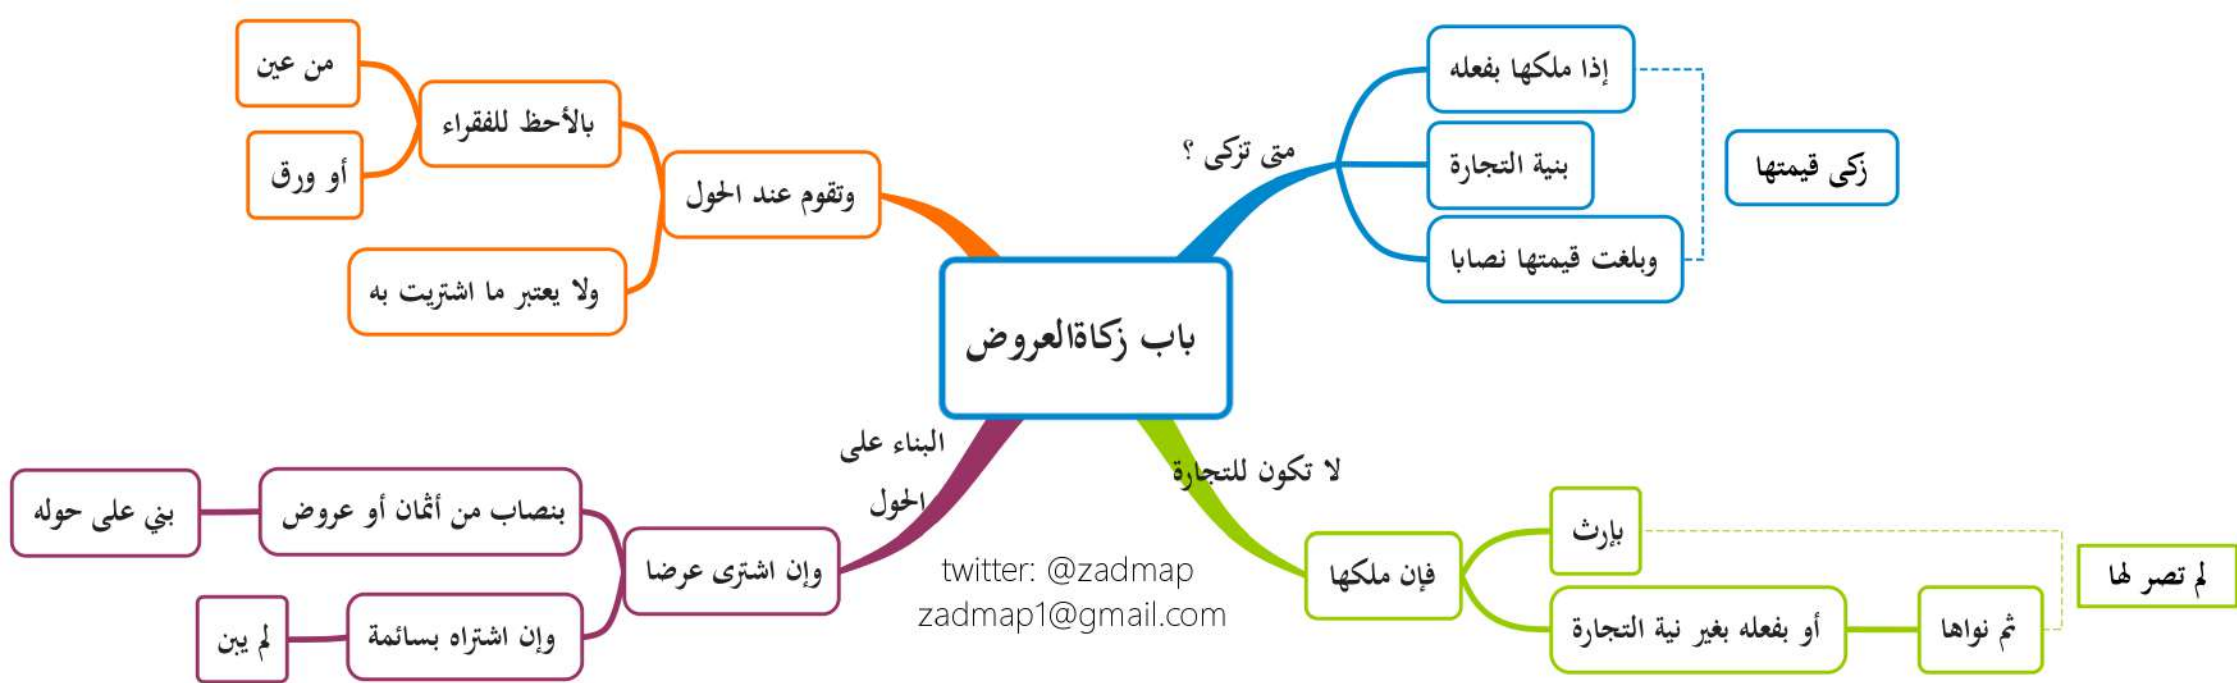 باب زكاةالعروض
متى تزكى ؟
إذا ملكها بفعله
بنية التجارة
وبلغت قيمتها نصابا
زكى قيمتها
لا تكون للتجارة
فإن ملكها
بإرث
أو بفعله بغير نية التجارة
ثم نواها
لم تصر لها
وتقوم عند الحول
بالأحظ للفقراء
من عين
أو ورق
ولا يعتبر ما اشتريت به
البناء على
الحول
وإن اشترى عرضا
بنصاب من أثمان أو عروض
بني على حوله
وإن اشتراه بسائمة
لم يبن
twitter: @zadmap
zadmap1@gmail.com